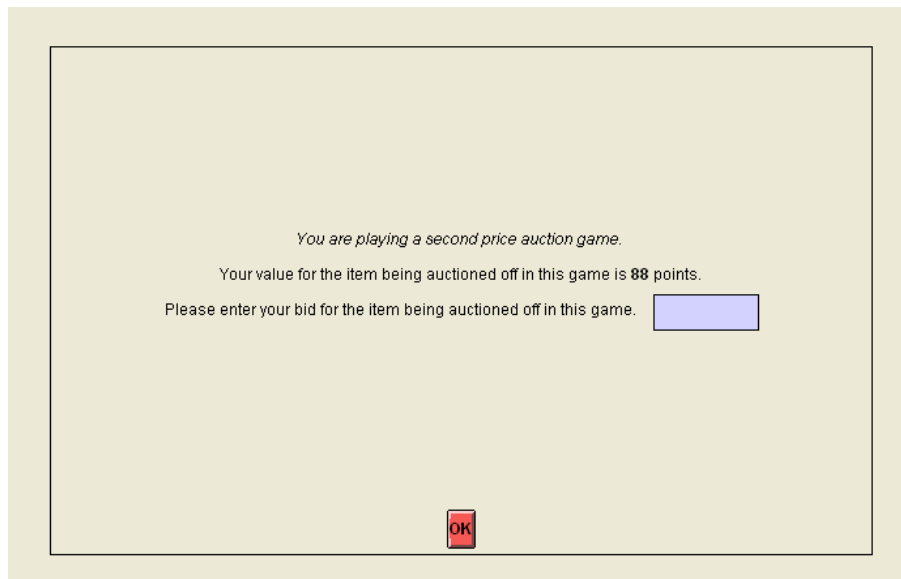 You are playing a second price auction game.
Your value for the item being auctioned off in this game is 88 points.
Please enter your bid for the item being auctioned off in this game.
OK